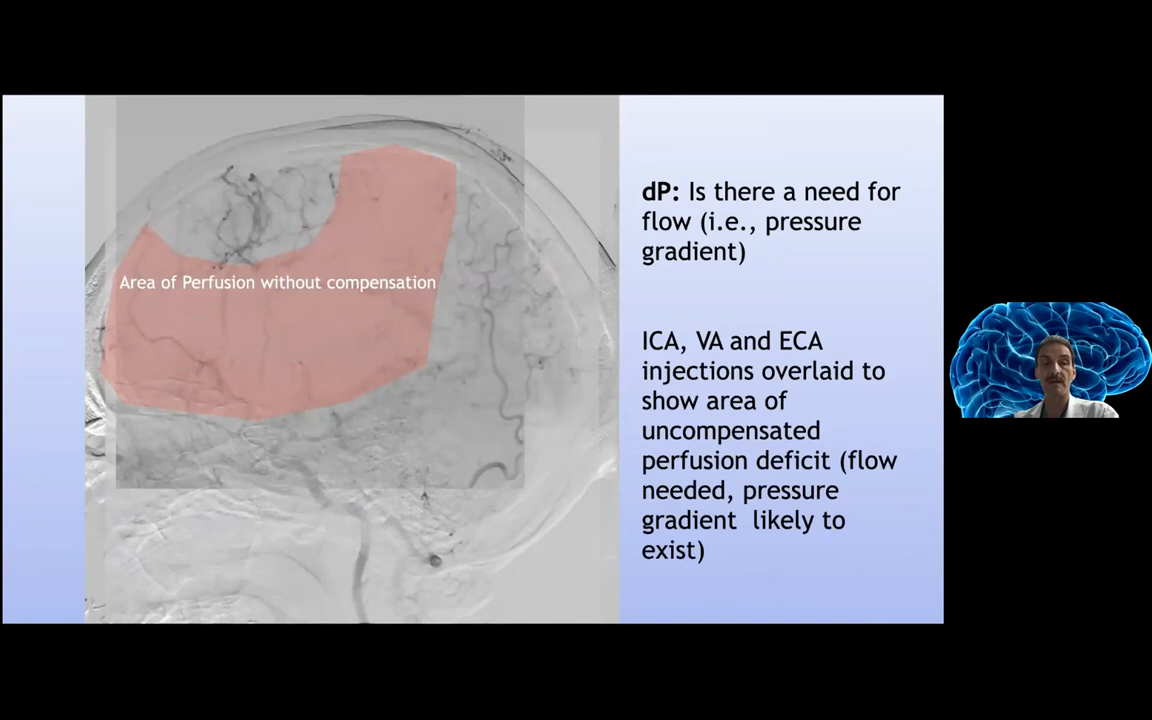 Area of Perfusion without compensation
dP: Is there a need for
flow (i.e., pressure
gradient)
ICA, VA and ECA
injections overlaid to
show area of
uncompensated
perfusion deficit (flow
needed, pressure
gradient likely to
exist)